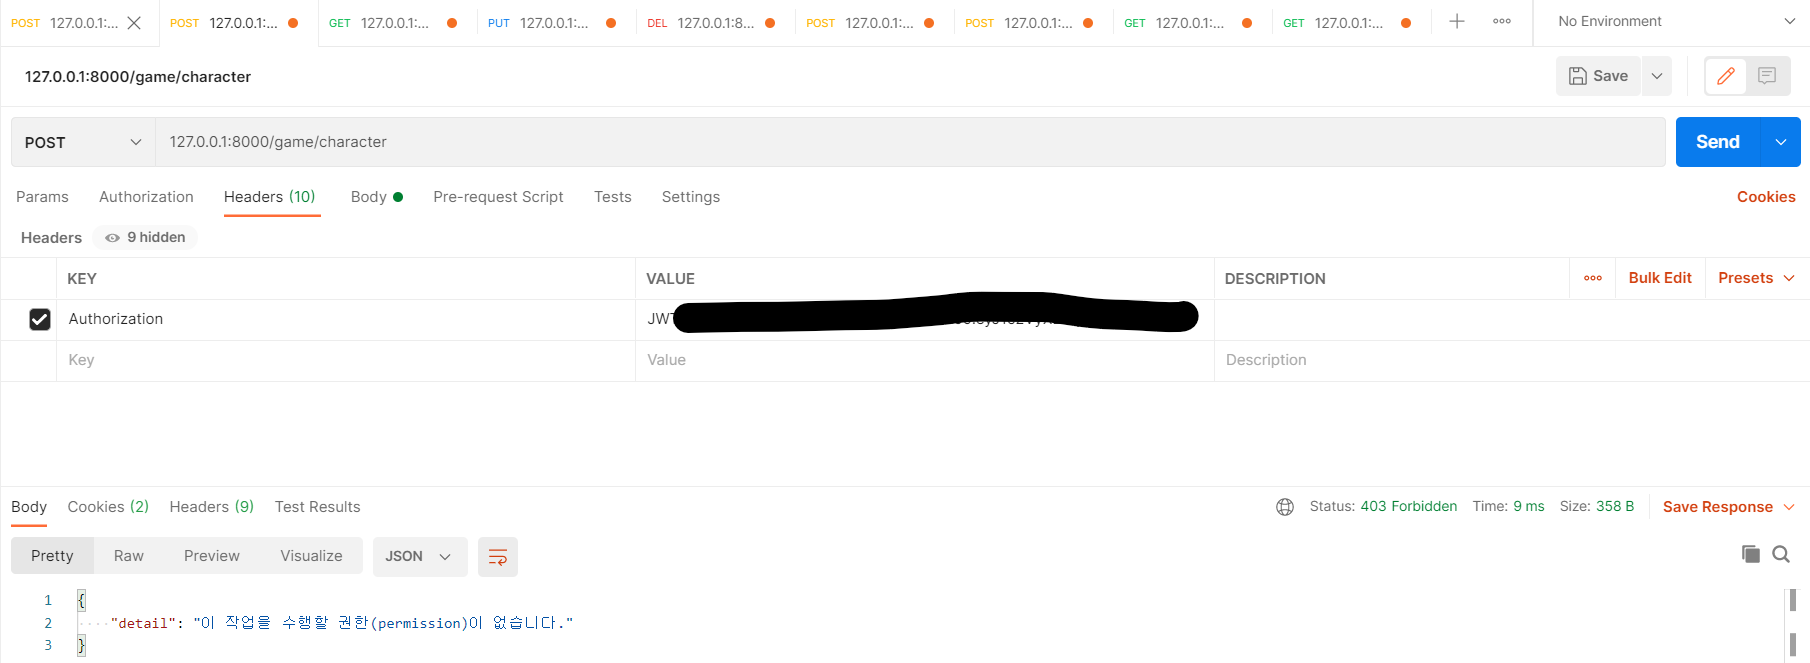 POST 127.0.0.1:... POST 127.0.0.1:... GET 127.0.0.1:... PUT 127.0.0.1:... DEL 127.0.0.1:8... POST 127.0.0.1:... POST 127.0.0.1:... GET 127.0.0.1:... GET 127.0.0.1:... No Environment
127.0.0.1:8000/game/character Save
POST 127.0.0.1:8000/game/character Send
Params Authorization Headers (10) Body Pre-request Script Tests Settings Cookies
Headers 9 hidden
KEY VALUE DESCRIPTION Bulk Edit Presets
Authorization
Key Value Description
Body Cookies (2) Headers (9) Test Results Status: 403 Forbidden Time: 9 ms Size: 358 B Save Response
Pretty Raw Preview Visualize JSON
1 {
2 "detail": "이 작업을 수행할 권한(permission)이 없습니다."
3 }